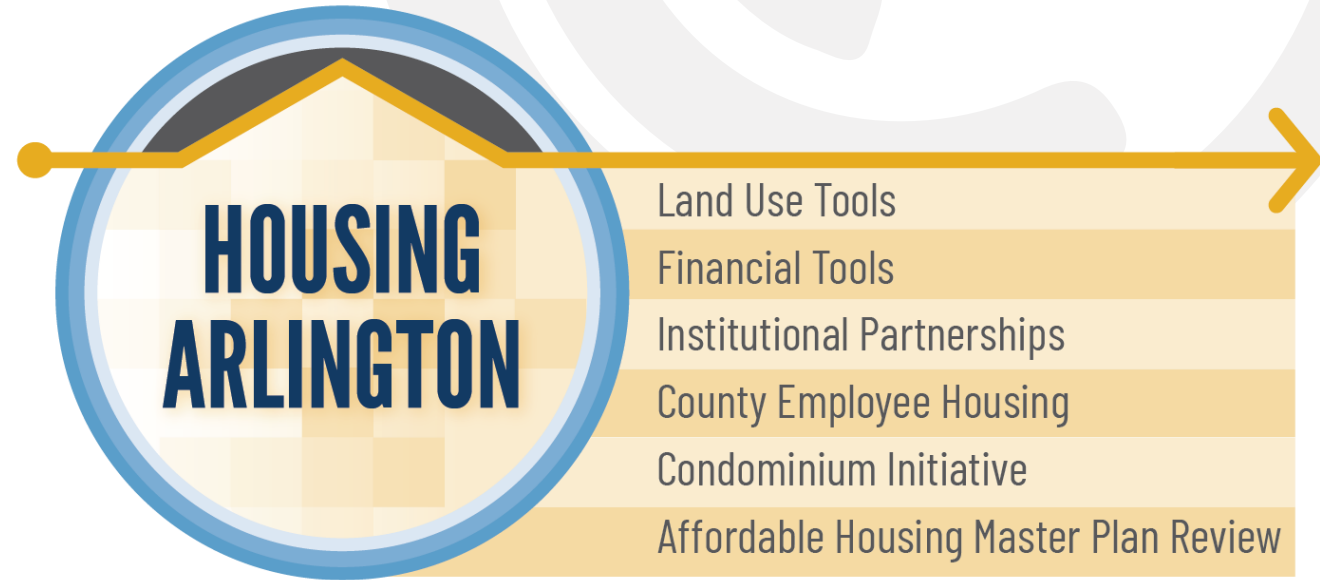 HOUSING
ARLINGTON
Land Use Tools
Financial Tools
Institutional Partnerships
County Employee Housing
Condominium Initiative
Affordable Housing Master Plan Review